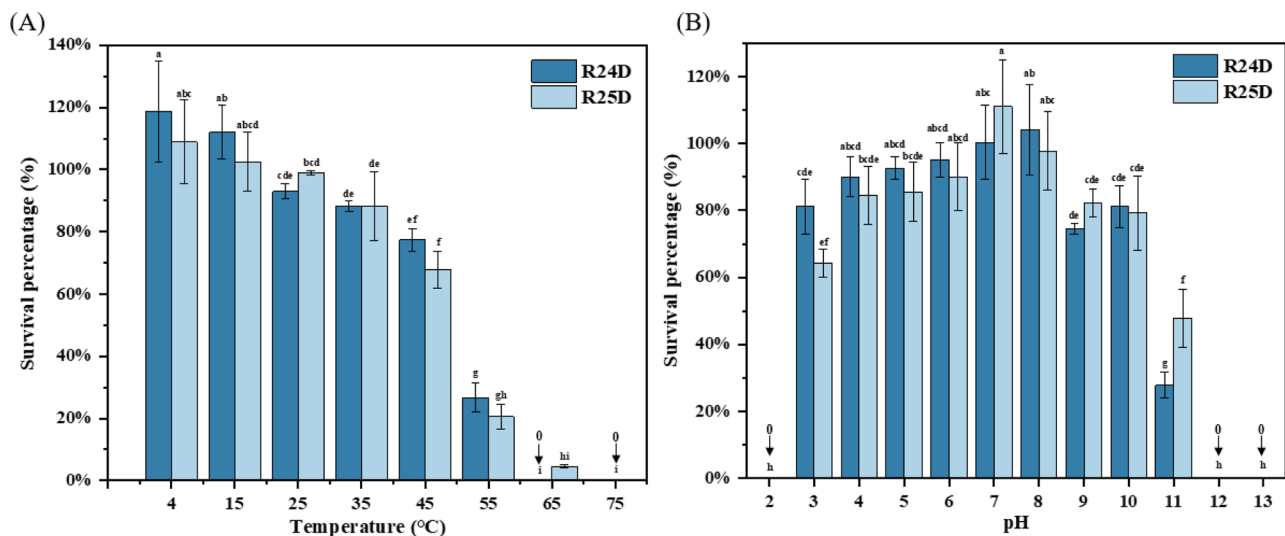 (A)
140%
120%
100%
80%
60%
40%
20%
0%
Survival percentage (%)
R24D
R25D
a
abc
ab
abcd
cde
bcd
de
de
ef
f
g
gh
0
i
hi
0
i
4 15 25 35 45 55 65 75
Temperature (°C)
(B)
120%
100%
80%
60%
40%
20%
0%
Survival percentage (%)
R24D
R25D
0
h
cde
ef
abcd
bcde
abcd
bcde
abcd
abcd
abc
a
ab
abc
de
cde
cde
cde
g
f
0
h
0
h
2 3 4 5 6 7 8 9 10 11 12 13
pH